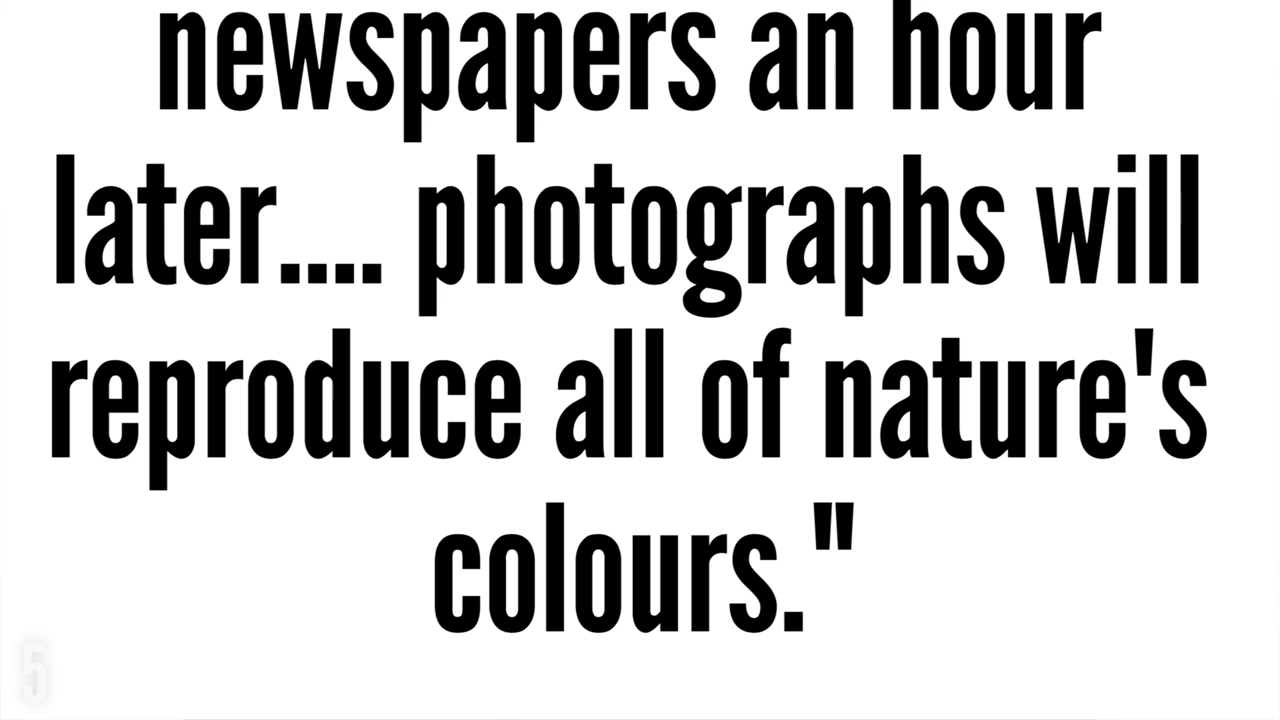 newspapers an hour
later.... photographs will
reproduce all of nature's
colours."
5